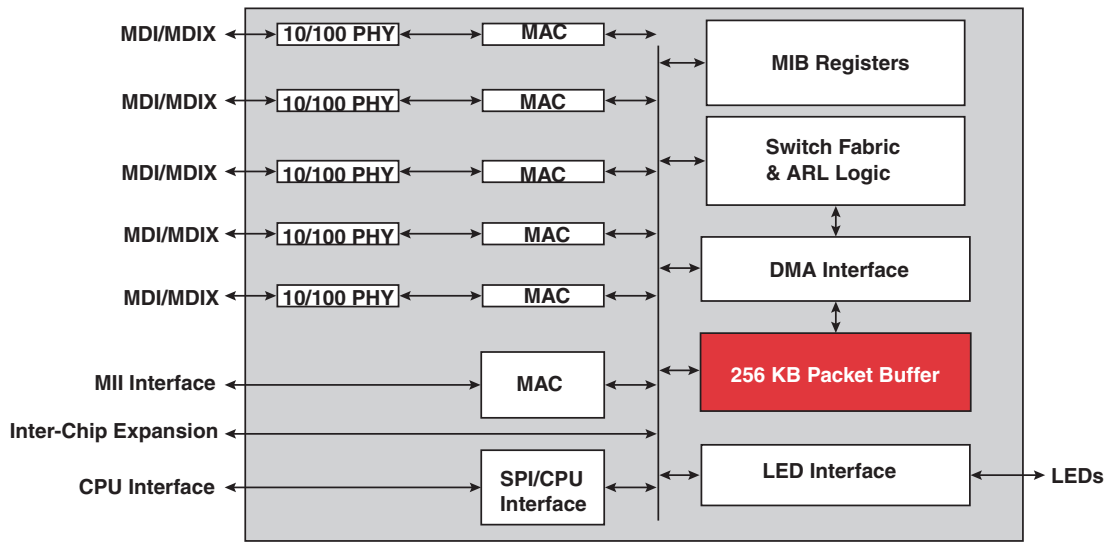 MDI/MDIX
10/100 PHY
MAC
MIB Registers
MDI/MDIX
10/100 PHY
MAC
MDI/MDIX
10/100 PHY
MAC
Switch Fabric
& ARL Logic
MDI/MDIX
10/100 PHY
MAC
DMA Interface
MDI/MDIX
10/100 PHY
MAC
MII Interface
MAC
256 KB Packet Buffer
Inter-Chip Expansion
CPU Interface
SPI/CPU
Interface
LED Interface
LEDs